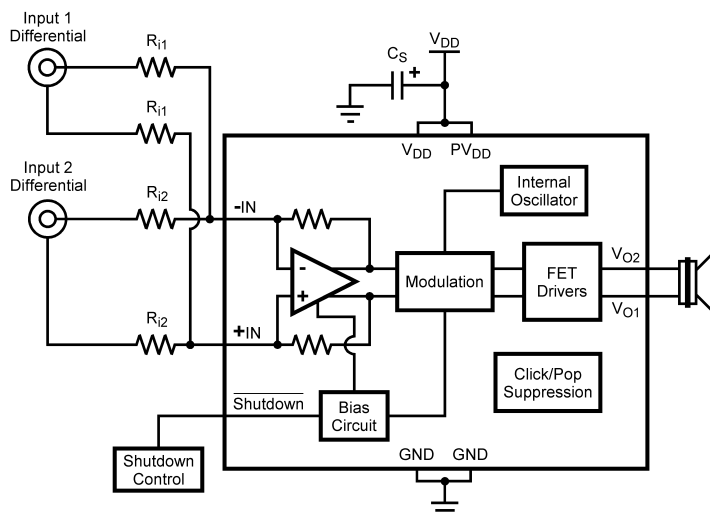 Input 1
Differential
Ri1
CS
+
VDD
Ri1
VDD
PVDD
Input 2
Differential
Ri2
-IN
Internal
Oscillator
-
+
Modulation
FET
Drivers
VO2
VO1
Ri2
+IN
Click/Pop
Suppression
Shutdown
Bias
Circuit
Shutdown
Control
GND
GND